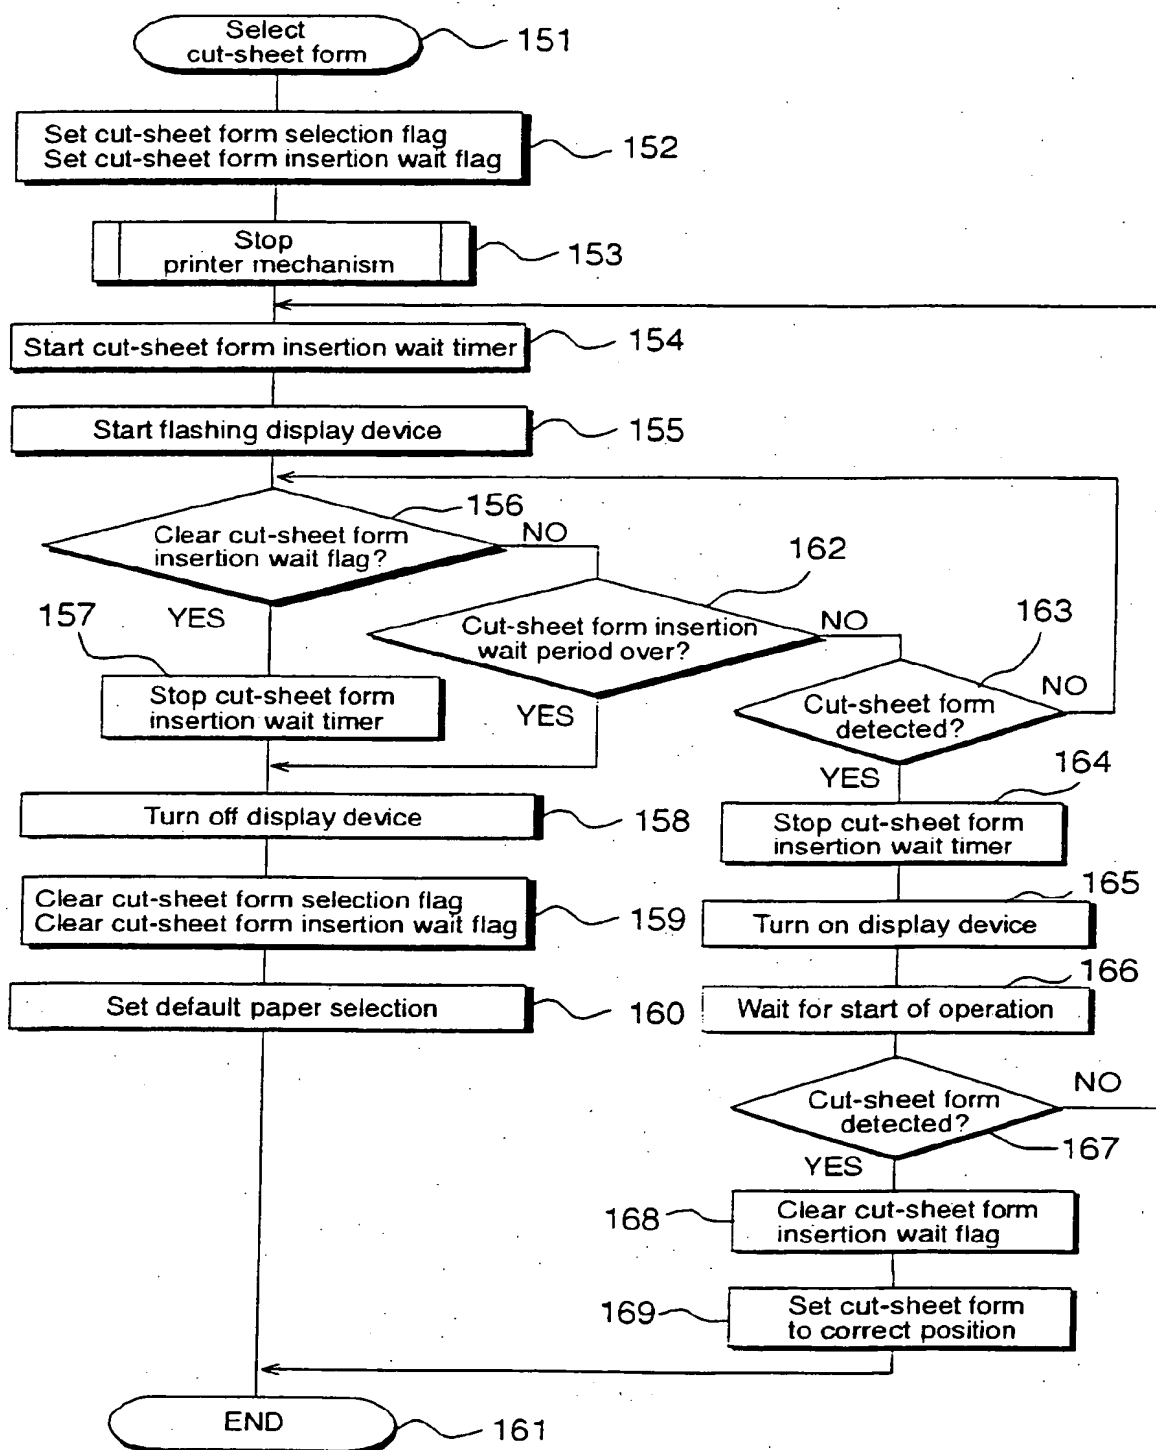 Select
cut-sheet form
151
Set cut-sheet form selection flag
Set cut-sheet form insertion wait flag
152
Stop
printer mechanism
153
Start cut-sheet form insertion wait timer
154
Start flashing display device
155
156
Clear cut-sheet form
insertion wait flag?
NO
YES
162
Cut-sheet form insertion
wait period over?
NO
YES
163
Cut-sheet form
detected?
NO
YES
157
Stop cut-sheet form
insertion wait timer
Turn off display device
158
Clear cut-sheet form selection flag
Clear cut-sheet form insertion wait flag
159
Set default paper selection
160
164
Stop cut-sheet form
insertion wait timer
165
Turn on display device
166
Wait for start of operation
Cut-sheet form
detected?
NO
167
YES
168
Clear cut-sheet form
insertion wait flag
169
Set cut-sheet form
to correct position
END
161